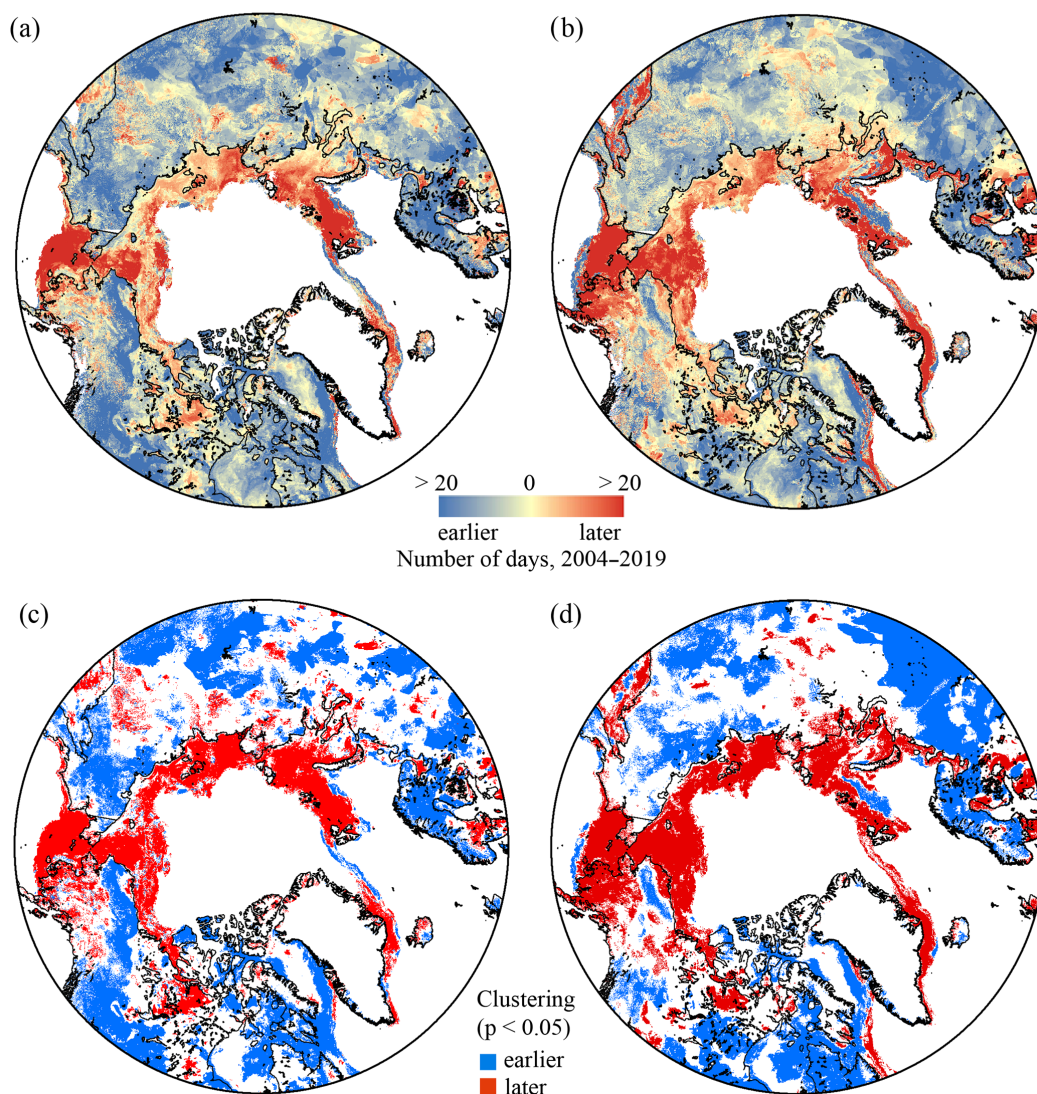 (a)
(b)
> 20 0 > 20
earlier later
Number of days, 2004–2019
(c)
(d)
Clustering
(p < 0.05)
earlier
later